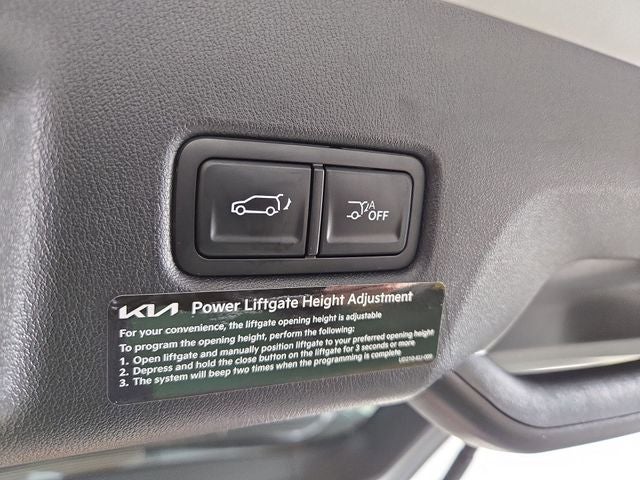 A
OFF
KIA Power Liftgate Height Adjustment
For your convenience, the liftgate opening height is adjustable
To program the opening height, perform the following:
1. Open liftgate and manually position liftgate to your preferred opening height
2. Depress and hold the close button on the liftgate for 3 seconds or more
3. The system will beep two times when the programming is complete